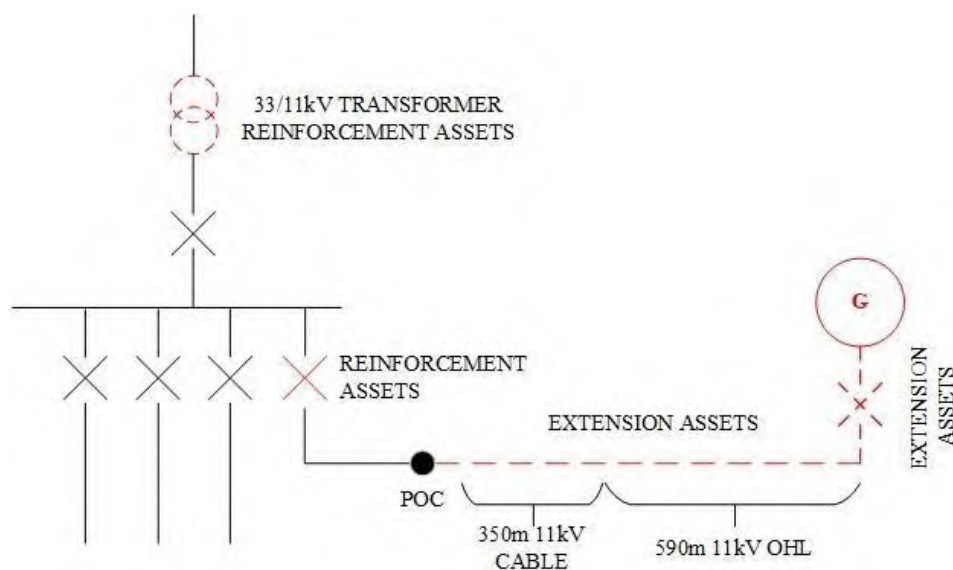 33/11kV TRANSFORMER
REINFORCEMENT ASSETS
G
REINFORCEMENT
ASSETS
EXTENSION ASSETS
EXTENSION
ASSETS
POC
350m 11kV
CABLE
590m 11kV OHL